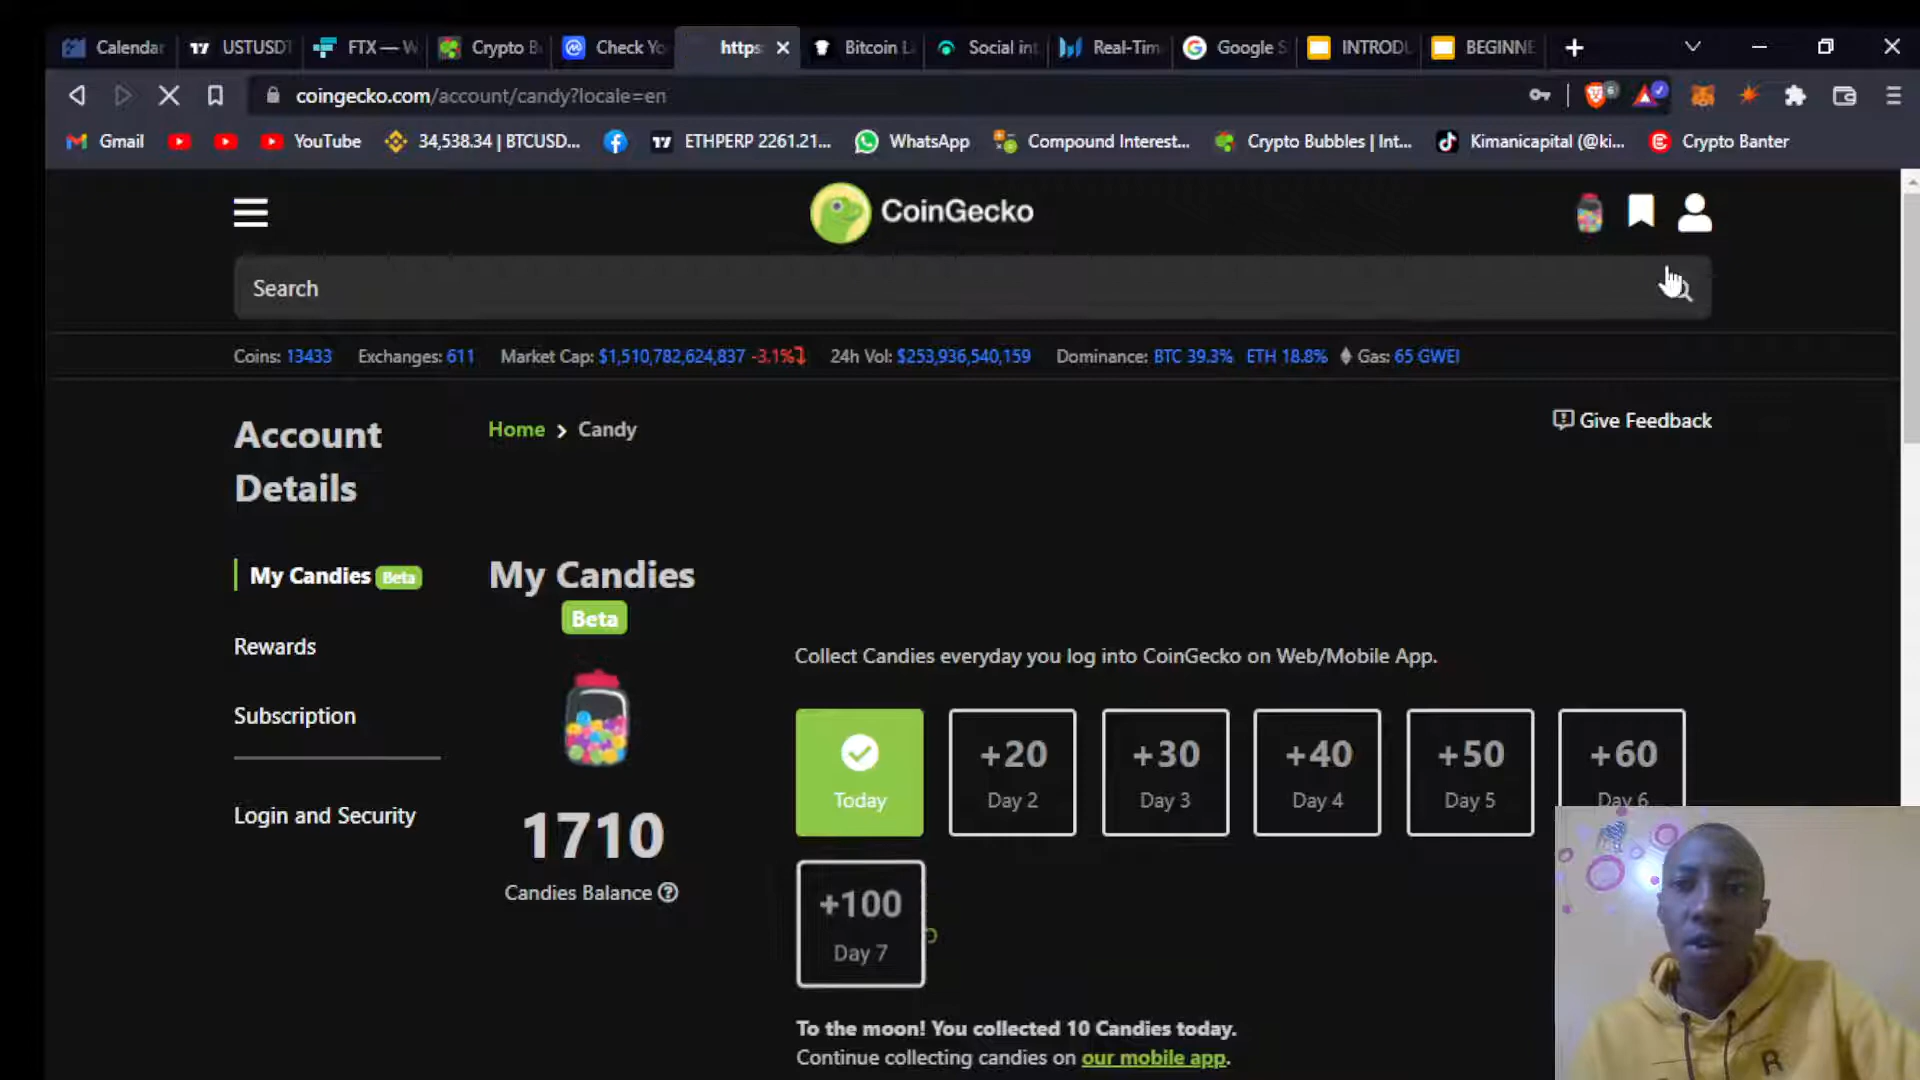 Calendar
USTUSDT
FTX — W
Crypto B
Check Yo
https:
Bitcoin L
Social int
Real-Tim
Google S
INTRODU
BEGINNE
coingecko.com/account/candy?locale=en
6
Gmail
YouTube
34,538.34 | BTCUSD...
ETHPERP 2261.21...
WhatsApp
Compound Interest...
Crypto Bubbles | Int...
Kimanicapital (@ki...
Crypto Banter
CoinGecko
Search
Coins: 13433 Exchanges: 611 Market Cap: $1,510,782,624,837 -3.1% 24h Vol: $253,936,540,159 Dominance: BTC 39.3% ETH 18.8% Gas: 65 GWEI
Account
Details
Home > Candy
Give Feedback
My Candies Beta
Rewards
Subscription
Login and Security
My Candies
Beta
1710
Candies Balance
Collect Candies everyday you log into CoinGecko on Web/Mobile App.
Today
+20
Day 2
+30
Day 3
+40
Day 4
+50
Day 5
+60
Day 6
+100
Day 7
To the moon! You collected 10 Candies today.
Continue collecting candies on our mobile app.
R